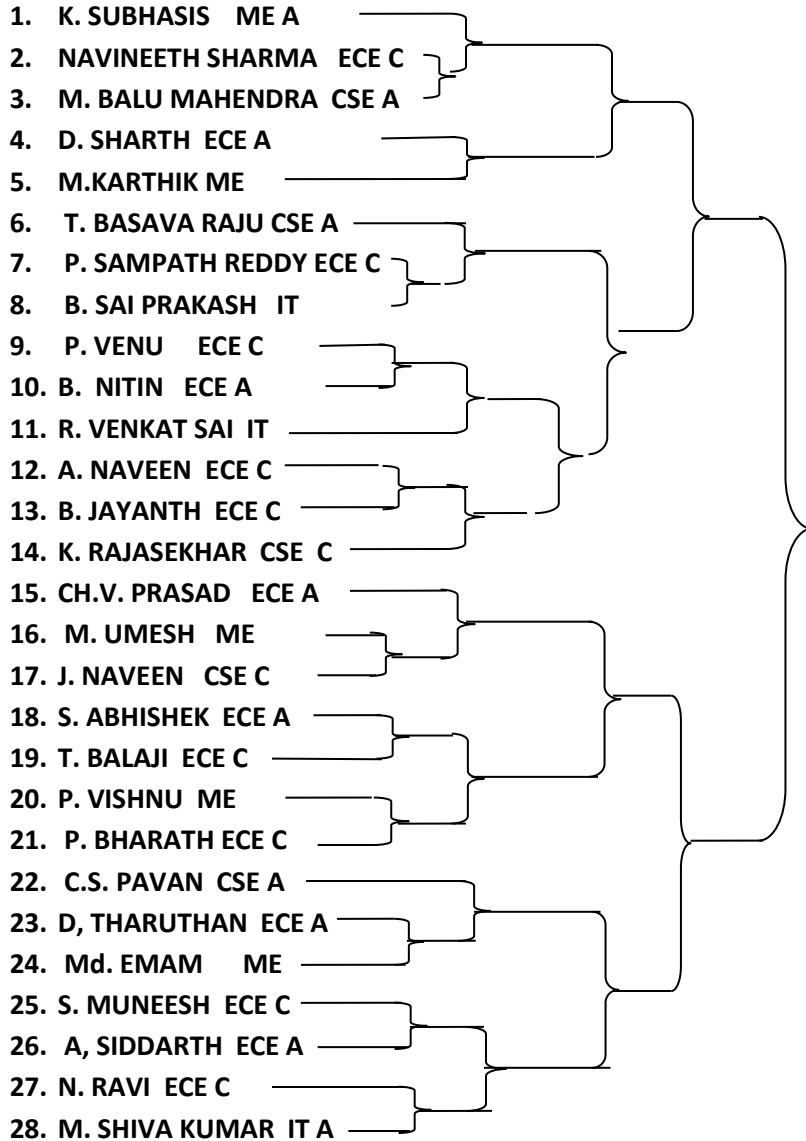 1. K. SUBHASIS ME A
2. NAVINEETH SHARMA ECE C
3. M. BALU MAHENDRA CSE A
4. D. SHARTH ECE A
5. M.KARTHIK ME
6. T. BASAVA RAJU CSE A
7. P. SAMPATH REDDY ECE C
8. B. SAI PRAKASH IT
9. P. VENU ECE C
10. B. NITIN ECE A
11. R. VENKAT SAI IT
12. A. NAVEEN ECE C
13. B. JAYANTH ECE C
14. K. RAJASEKHAR CSE C
15. CH.V. PRASAD ECE A
16. M. UMESH ME
17. J. NAVEEN CSE C
18. S. ABHISHEK ECE A
19. T. BALAJI ECE C
20. P. VISHNU ME
21. P. BHARATH ECE C
22. C.S. PAVAN CSE A
23. D, THARUTHAN ECE A
24. Md. EMAM ME
25. S. MUNEESH ECE C
26. A, SIDDARTH ECE A
27. N. RAVI ECE C
28. M. SHIVA KUMAR IT A